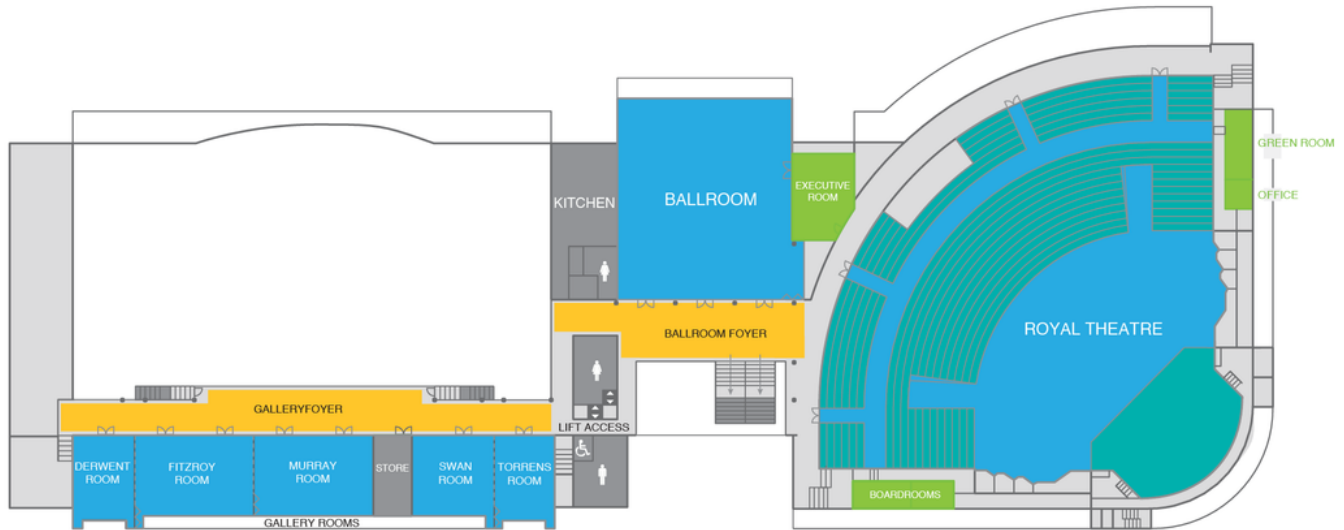 GREEN ROOM
KITCHEN
BALLROOM
EXECUTIVE
ROOM
OFFICE
BALLROOM FOYER
ROYAL THEATRE
GALLERYFOYER
LIFT ACCESS
DERWENT
ROOM
FITZROY
ROOM
MURRAY
ROOM
STORE
SWAN
ROOM
TORRENS
ROOM
BOARDROOMS
GALLERY ROOMS